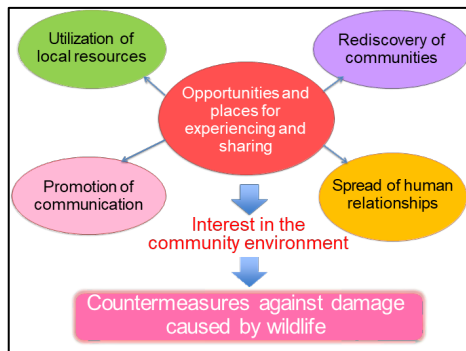 Utilization of
local resources
Rediscovery of
communities
Opportunities and
places for
experiencing and
sharing
Promotion of
communication
Spread of human
relationships
Interest in the
community environment
Countermeasures against damage
caused by wildlife